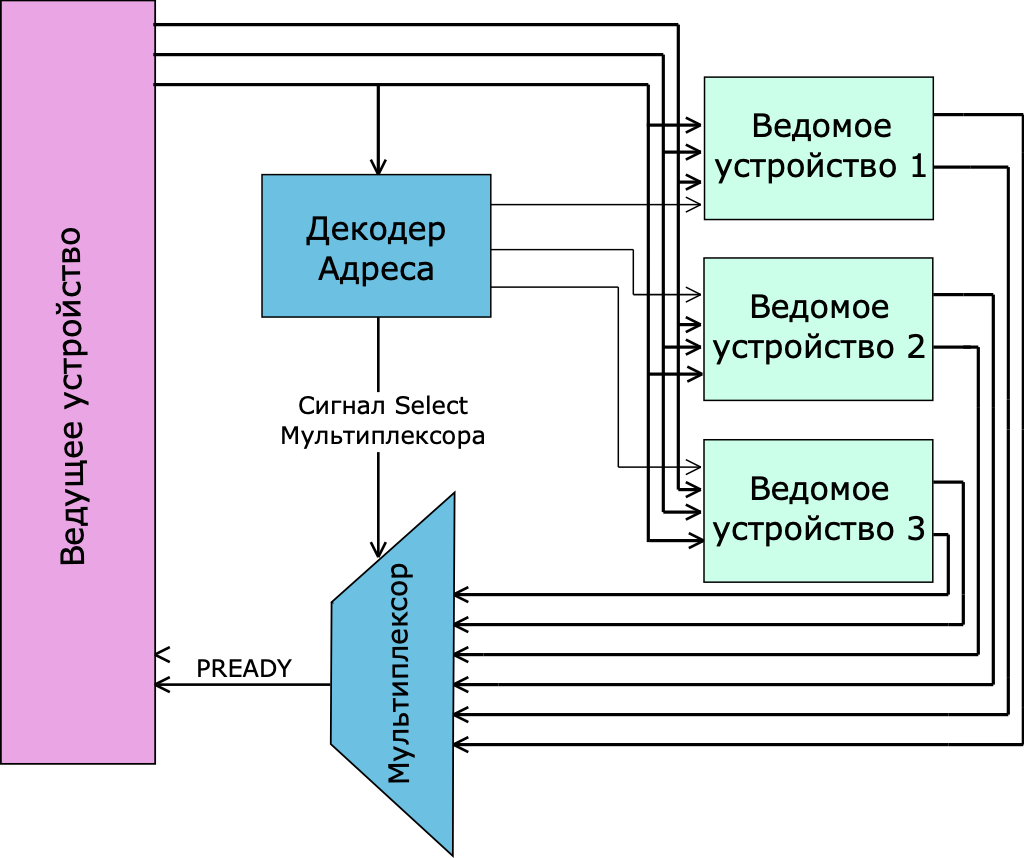 Ведущее устройство
Ведомое
устройство 1
Декодер
Адреса
Ведомое
устройство 2
Сигнал Select
Мультиплексора
Ведомое
устройство 3
Мультиплексор
PREADY